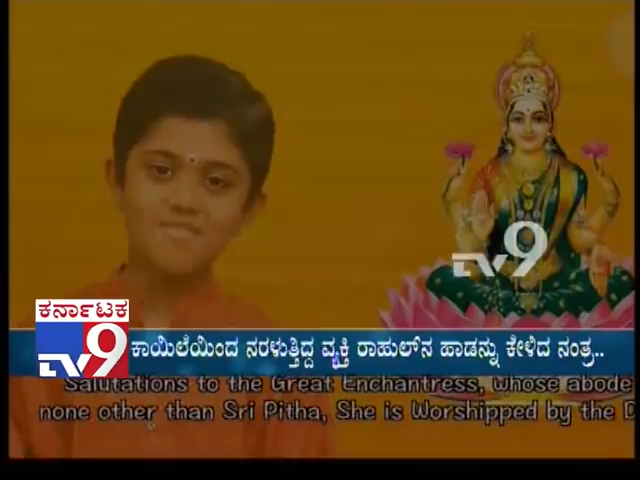 TV9
ಕರ್ನಾಟಕ
TV9
ಕಾಯಿಲೆಯಿಂದ ನರಳುತ್ತಿದ್ದ ವ್ಯಕ್ತಿ ರಾಹುಲ್‌ನ ಹಾಡನ್ನು ಕೇಳಿದ ನಂತ್ರ..
Salutations to the Great Enchantress, whose abode
none other than Sri Pitha, She is Worshipped by the D